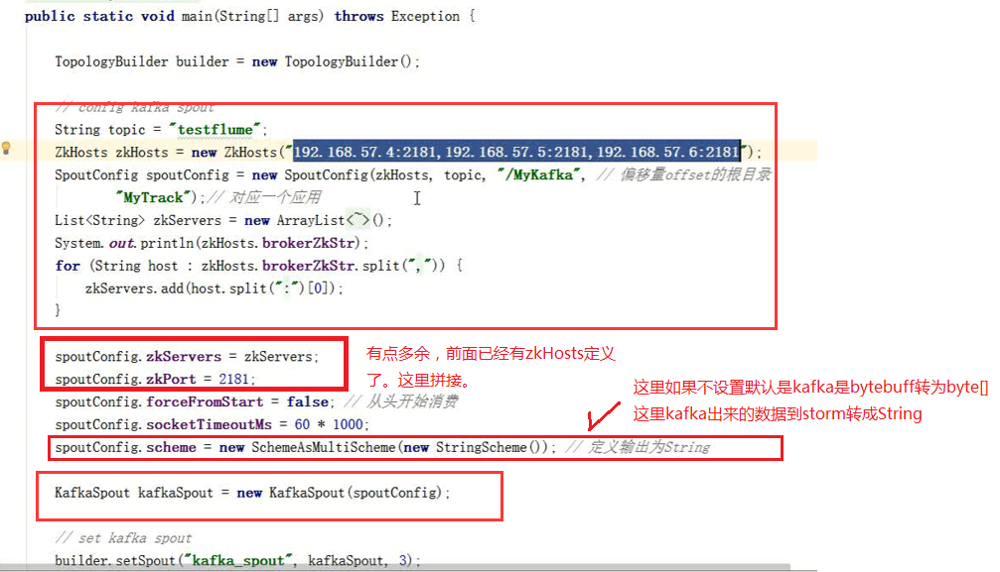 public static void main(String[] args) throws Exception {
TopologyBuilder builder = new TopologyBuilder();
// config kafka spout
String topic = "testflume";
ZkHosts zkHosts = new ZkHosts("192.168.57.4:2181,192.168.57.5:2181,192.168.57.6:2181");
SpoutConfig spoutConfig = new SpoutConfig(zkHosts, topic, "/MyKafka", // 偏移量offset的根目录
"MyTrack");// 对应一个应用
List<String> zkServers = new ArrayList<~>();
System.out.println(zkHosts.brokerZkStr);
for (String host : zkHosts.brokerZkStr.split(",")) {
zkServers.add(host.split(":")[0]);
}
spoutConfig.zkServers = zkServers;
spoutConfig.zkPort = 2181;
有点多余，前面已经有zkHosts定义
了。这里拼接。
spoutConfig.forceFromStart = false; // 从头开始消费
spoutConfig.socketTimeoutMs = 60 * 1000;
这里如果不设置默认是kafka是bytebuff转为byte[]
这里kafka出来的数据到storm转成String
spoutConfig.scheme = new SchemeAsMultiScheme(new StringScheme()); // 定义输出为String
KafkaSpout kafkaSpout = new KafkaSpout(spoutConfig);
// set kafka spout
builder.setSpout("kafka_spout", kafkaSpout, 3);